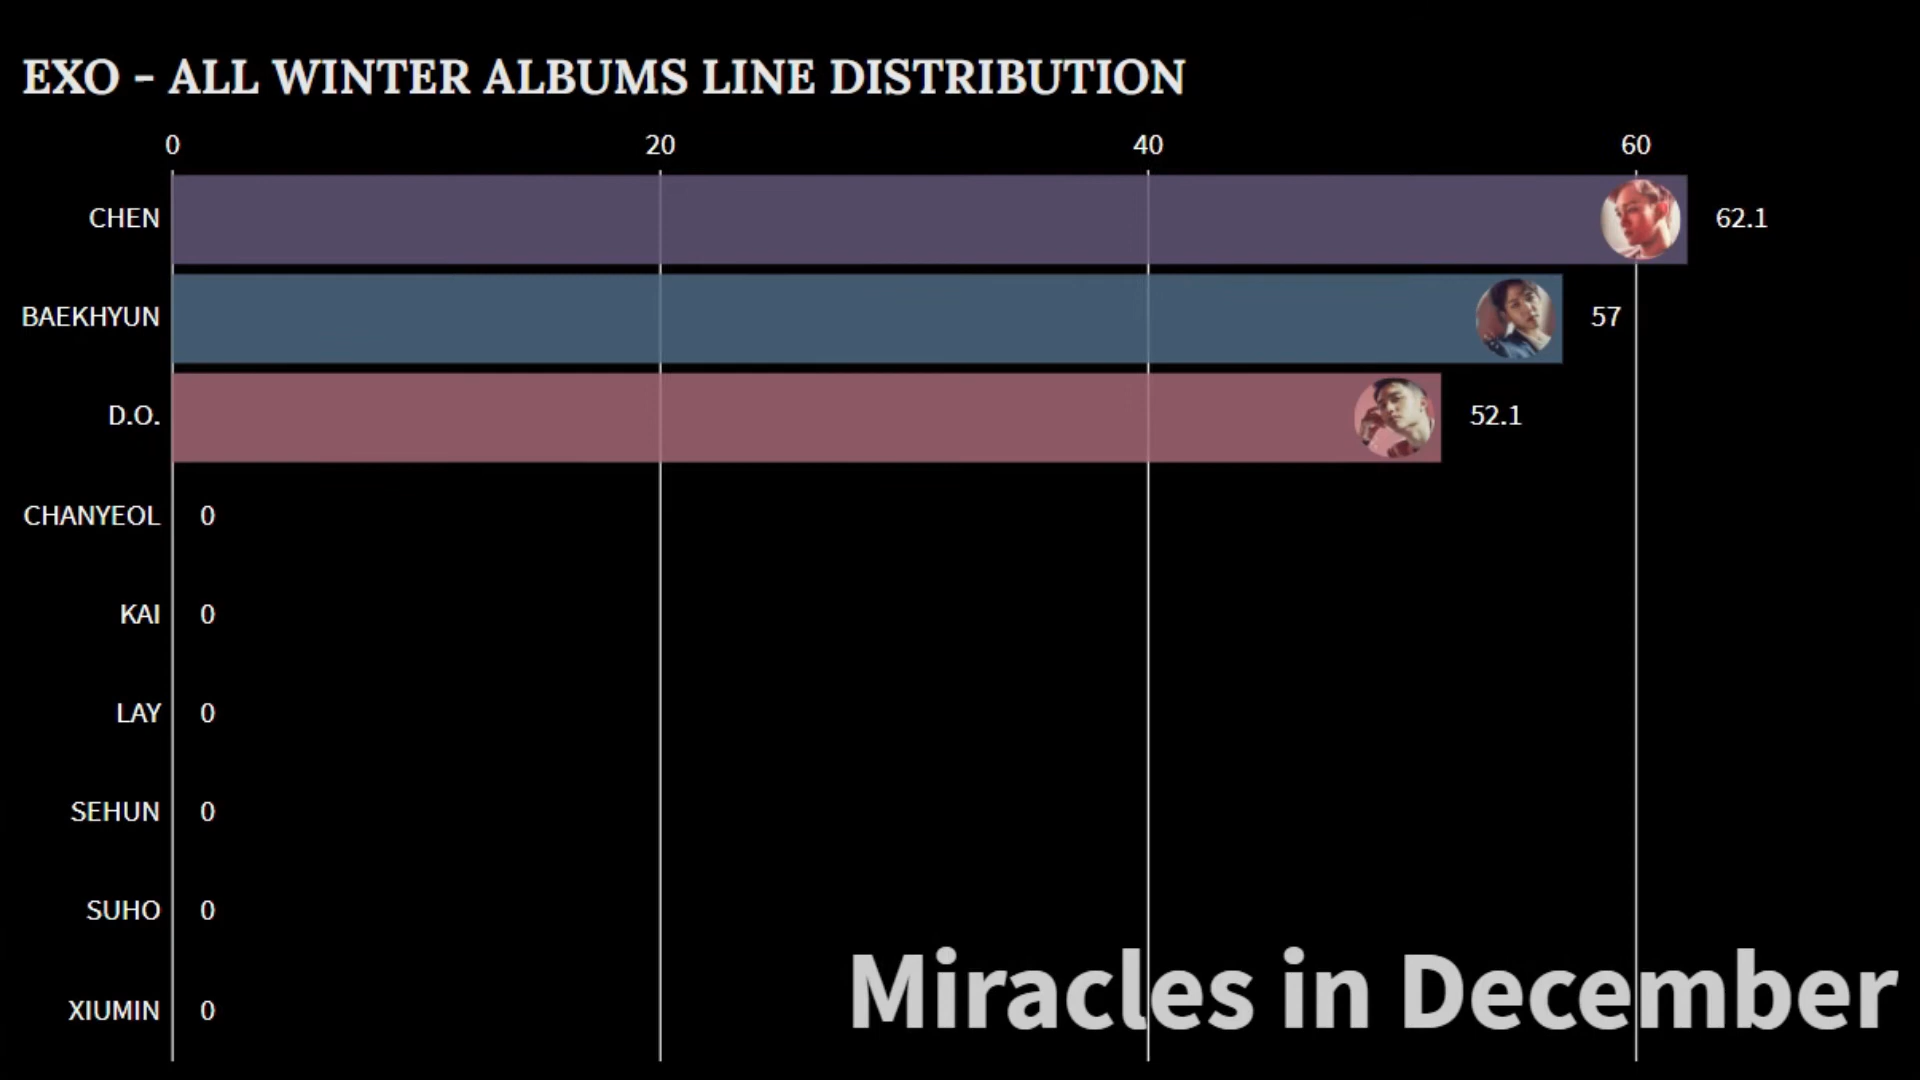 EXO - ALL WINTER ALBUMS LINE DISTRIBUTION
0 20 40 60
CHEN 62.1
BAEKHYUN 57
D.O. 52.1
CHANYEOL 0
KAI 0
LAY 0
SEHUN 0
SUHO 0
XIUMIN 0
Miracles in December